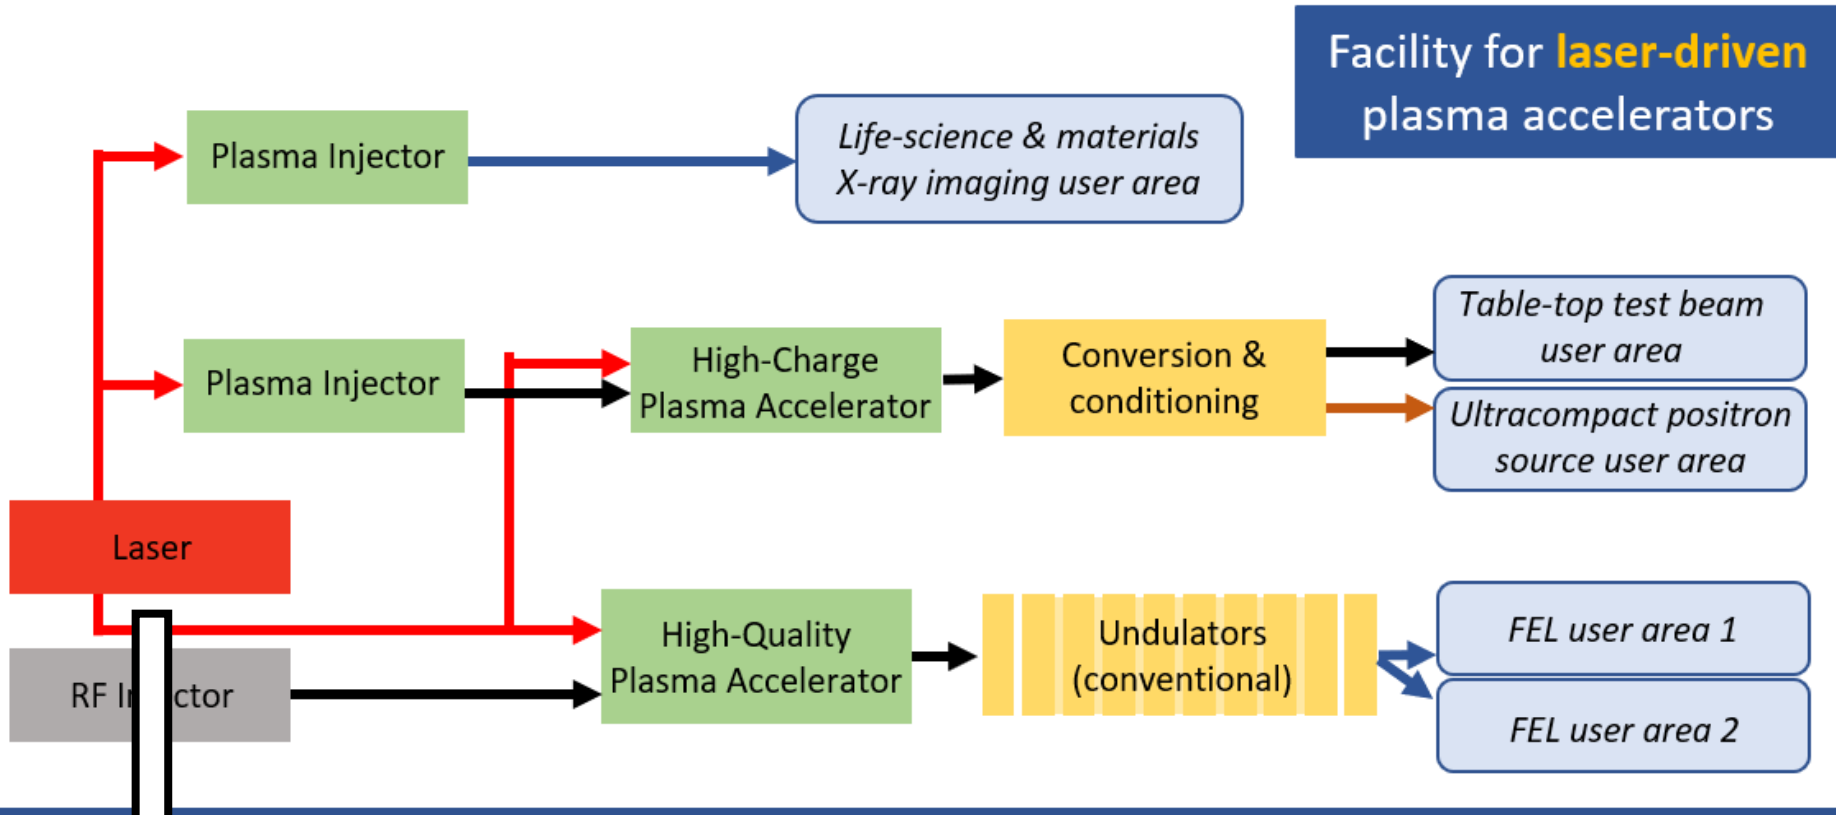 Facility for laser-driven
plasma accelerators
Plasma Injector
Life-science & materials
X-ray imaging user area
Plasma Injector
High-Charge
Plasma Accelerator
Conversion &
conditioning
Table-top test beam
user area
Ultracompact positron
source user area
Laser
RF
High-Quality
Plasma Accelerator
Undulators
(conventional)
FEL user area 1
FEL user area 2